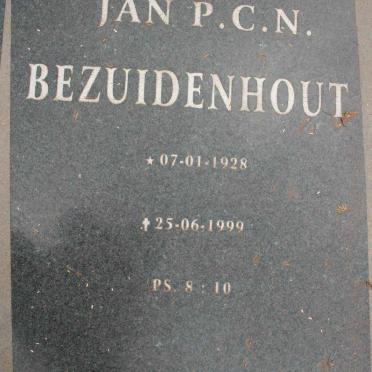 JAN P.C.N.
BEZUIDENHOUT
★ 07-01-1928
✝ 25-06-1999
PS. 8 : 10